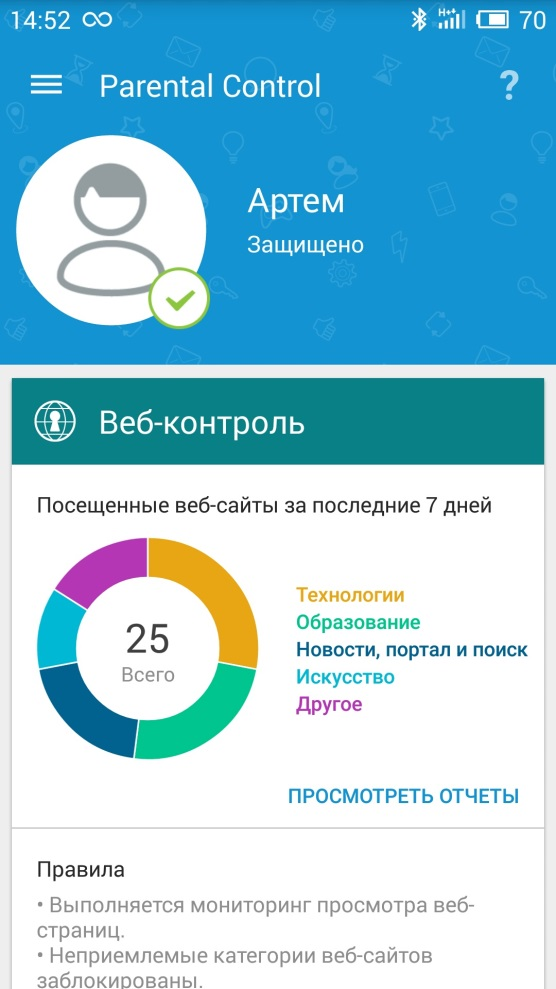 14:52 H++ 70
Parental Control ?
Артем
Защищено
Веб-контроль
Посещенные веб-сайты за последние 7 дней
25
Всего
Технологии
Образование
Новости, портал и поиск
Искусство
Другое
ПРОСМОТРЕТЬ ОТЧЕТЫ
Правила
• Выполняется мониторинг просмотра веб-
страниц.
• Неприемлемые категории веб-сайтов
заблокированы.